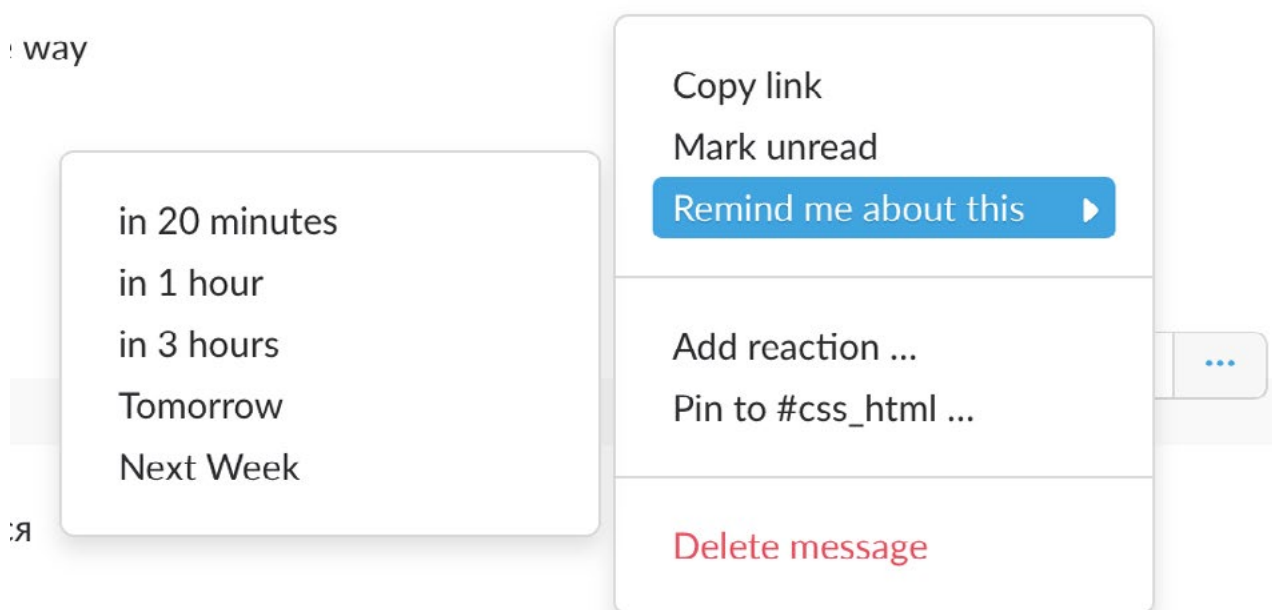 way
Copy link
Mark unread
Remind me about this
in 20 minutes
in 1 hour
in 3 hours
Tomorrow
Next Week
Add reaction ...
Pin to #css_html ...
Delete message